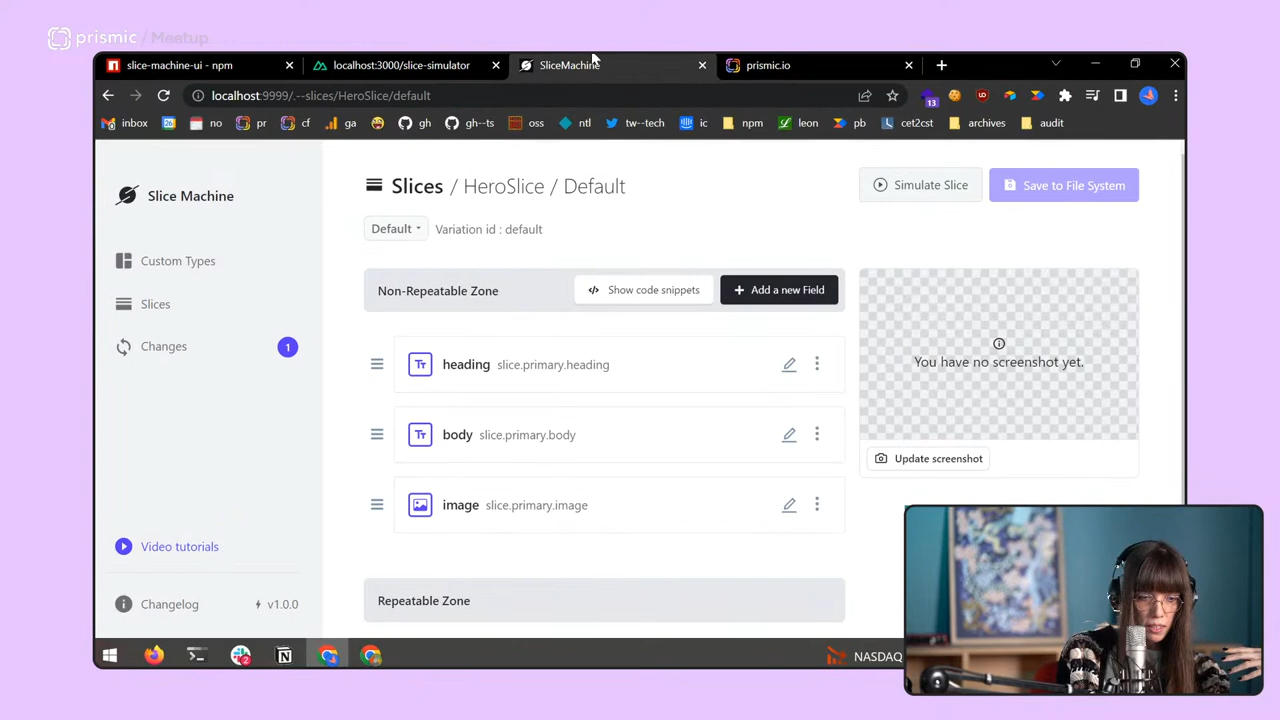 prismic / Meetup
slice-machine-ui - npm
localhost:3000/slice-simulator
SliceMachine
prismic.io
localhost:9999/.--slices/HeroSlice/default
13
inbox
26
no
pr
cf
ga
gh
gh--ts
oss
ntl
tw--tech
ic
npm
leon
pb
cet2cst
archives
audit
Slice Machine
Slices / HeroSlice / Default
Simulate Slice
Save to File System
Default
Variation id : default
Custom Types
Slices
Changes
1
Non-Repeatable Zone
Show code snippets
+ Add a new Field
heading slice.primary.heading
body slice.primary.body
image slice.primary.image
You have no screenshot yet.
Update screenshot
Video tutorials
Changelog
v1.0.0
Repeatable Zone
NASDAQ